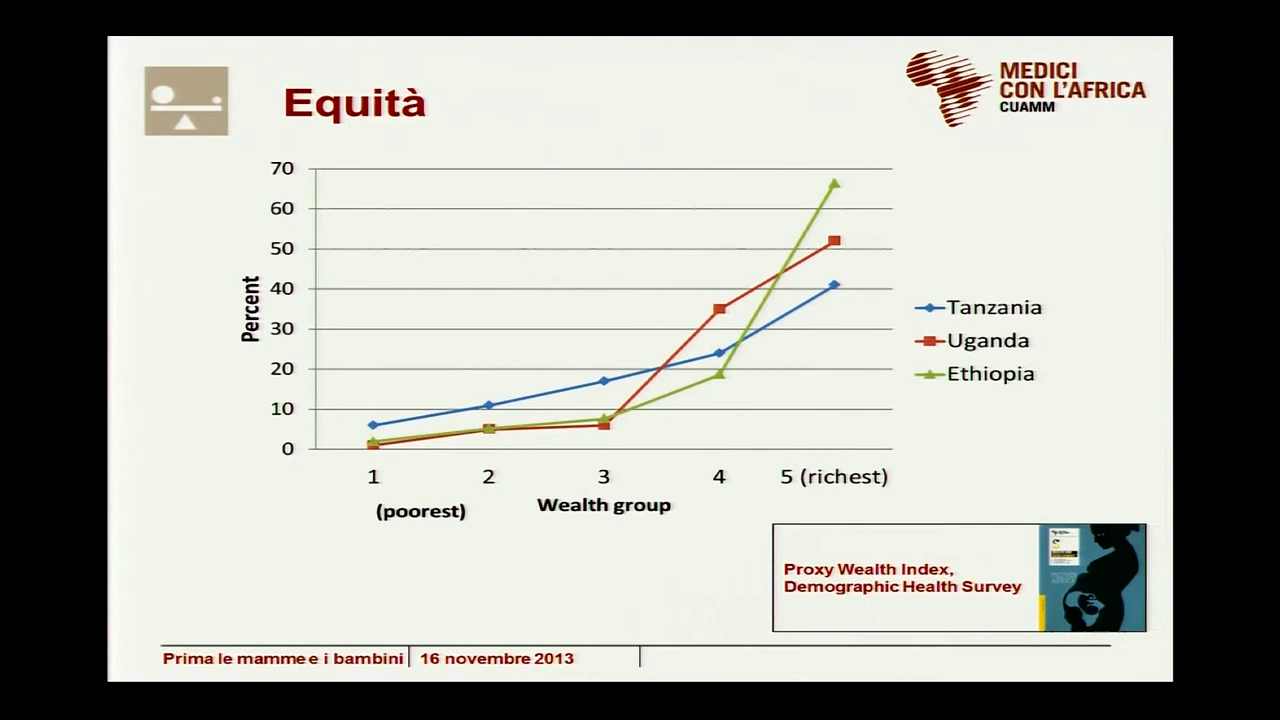 Equità
MEDICI
CON L'AFRICA
CUAMM
70
60
50
40
30
20
10
0
Percent
1
2
3
4
5 (richest)
(poorest)
Wealth group
Tanzania
Uganda
Ethiopia
Proxy Wealth Index,
Demographic Health Survey
Prima le mamme e i bambini
16 novembre 2013